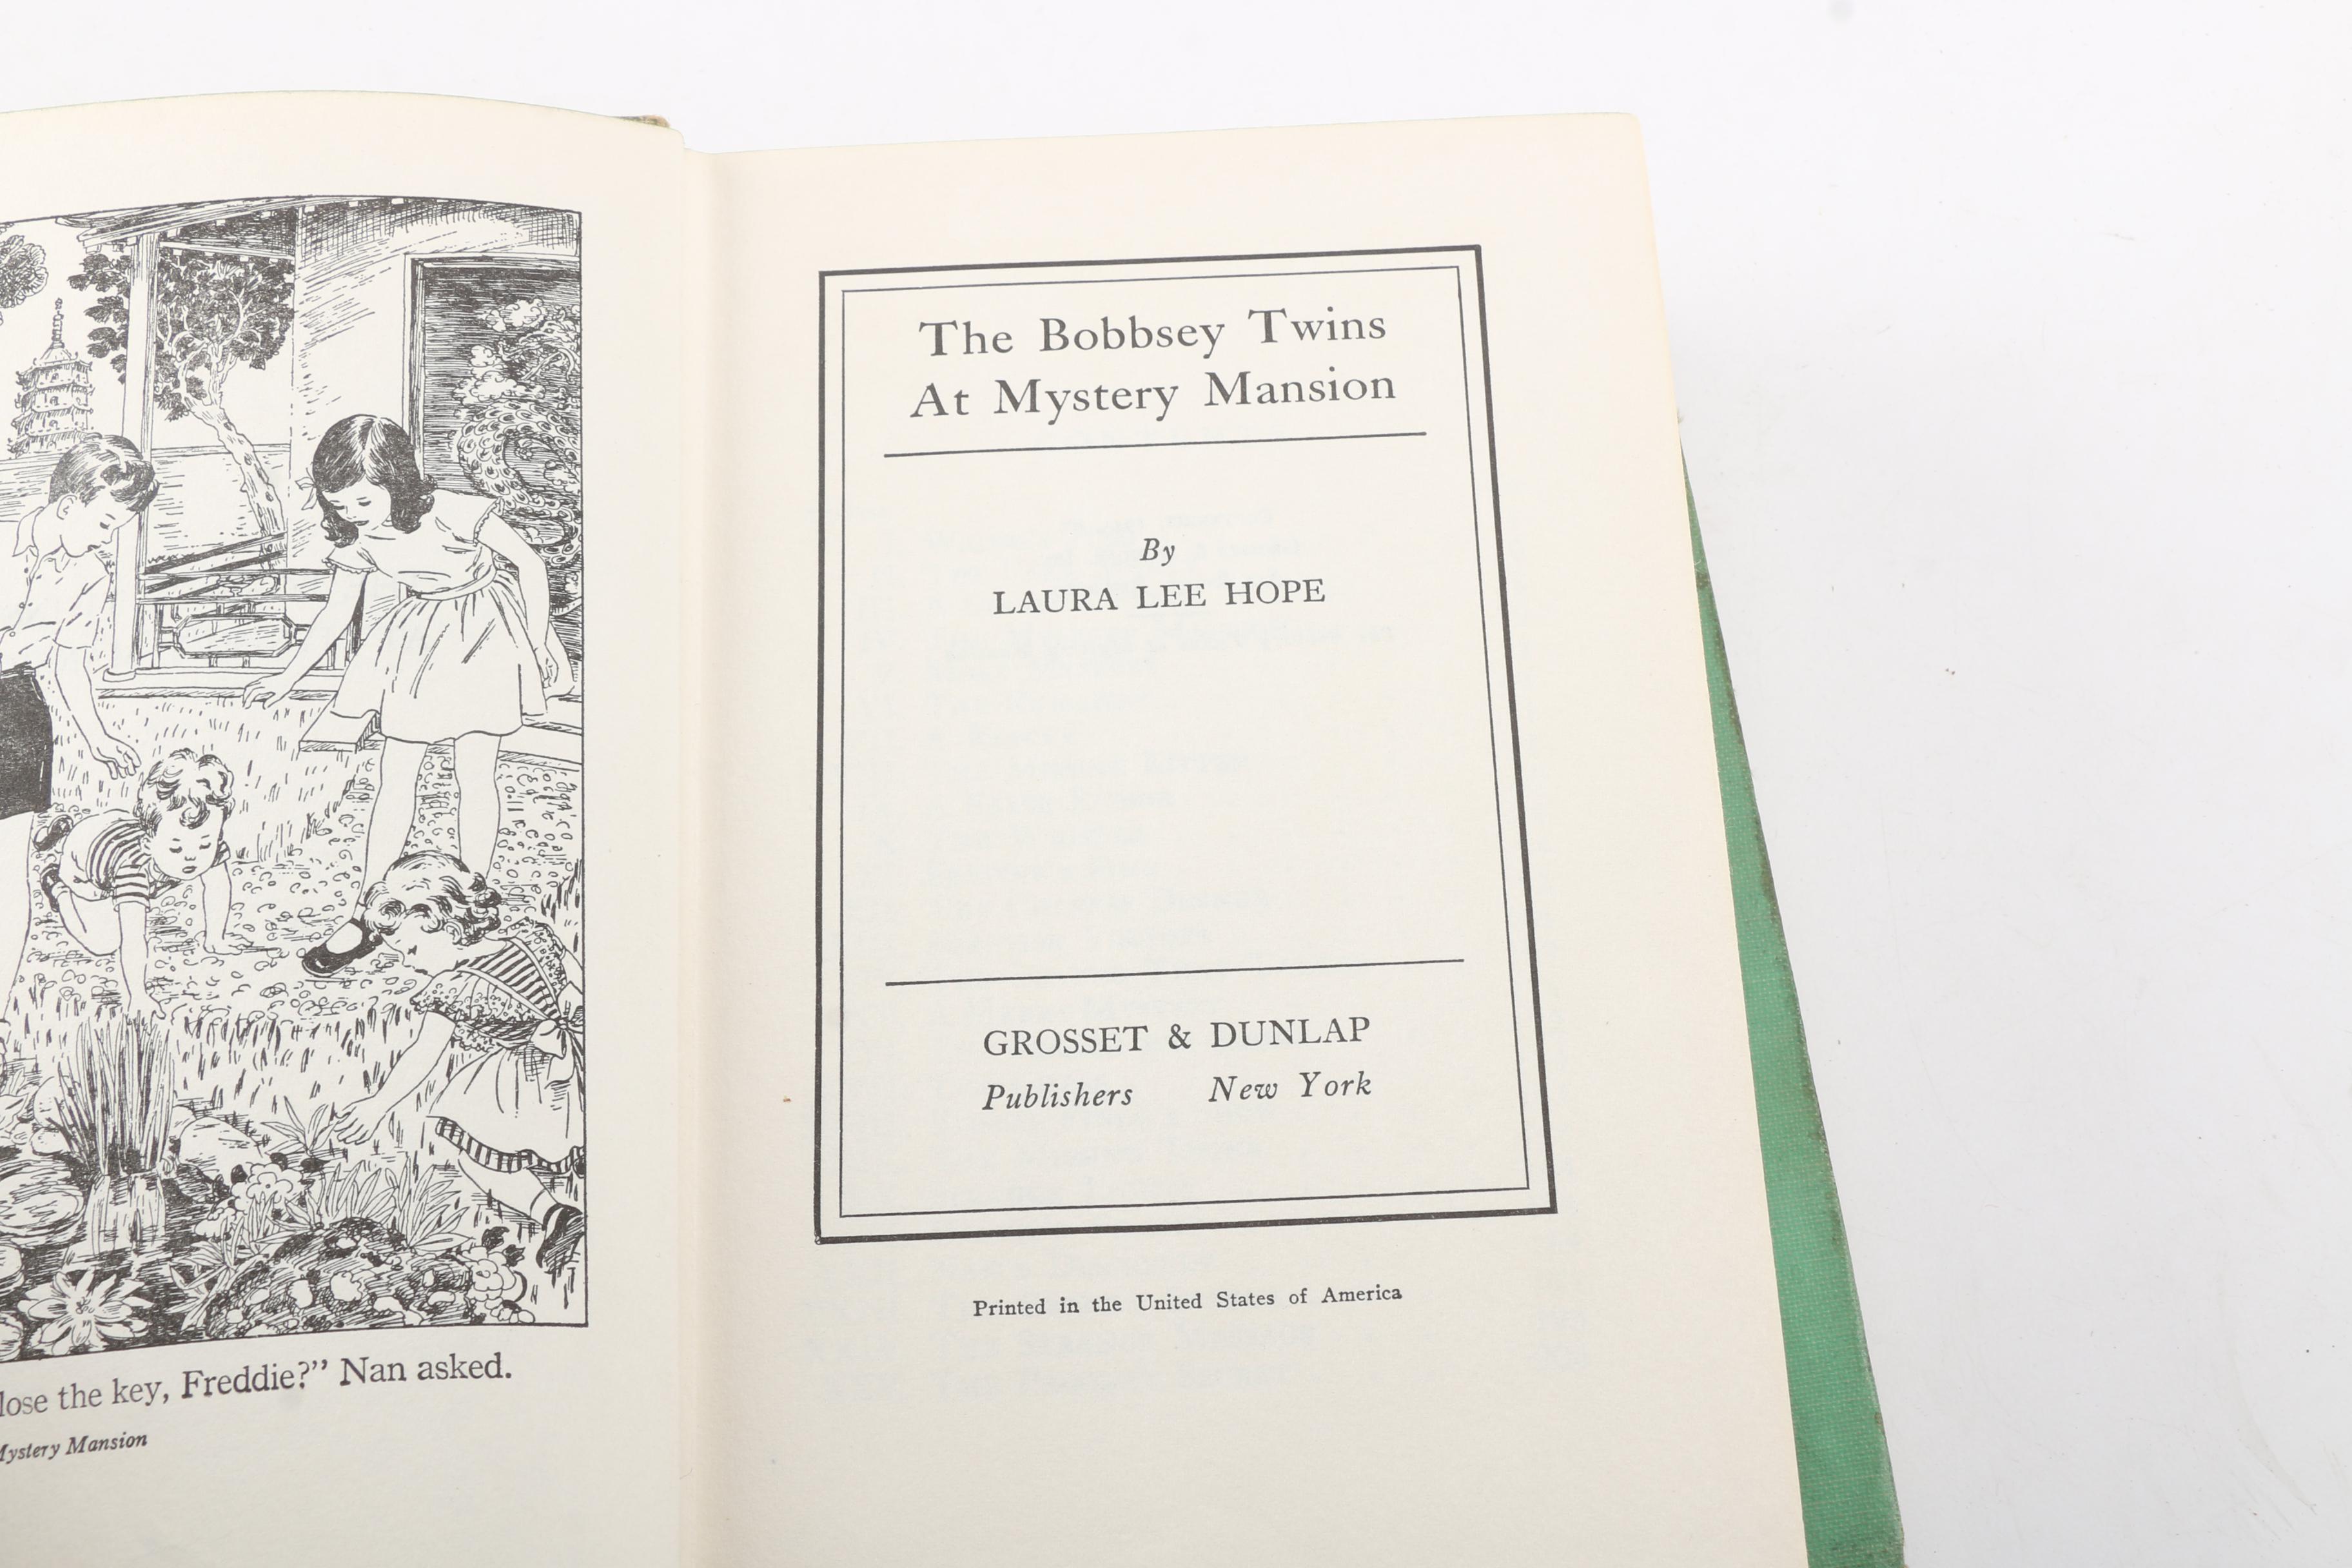 lose the key, Freddie?” Nan asked.
Mystery Mansion
The Bobbsey Twins
At Mystery Mansion
By
LAURA LEE HOPE
GROSSET & DUNLAP
Publishers New York
Printed in the United States of America